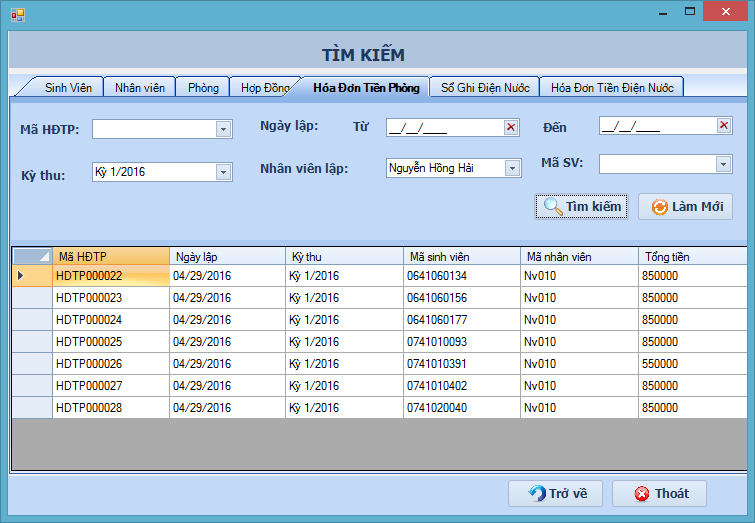 TÌM KIẾM
Sinh Viên Nhân viên Phòng Hợp Đồng Hóa Đơn Tiền Phòng Sổ Ghi Điện Nước Hóa Đơn Tiền Điện Nước
Mã HĐTP: Ngày lập: Từ __/__/____ Đến __/__/____
Kỳ thu: Kỳ 1/2016 Nhân viên lập: Nguyễn Hồng Hải Mã SV:
Tìm kiếm Làm Mới
Mã HĐTP Ngày lập Kỳ thu Mã sinh viên Mã nhân viên Tổng tiền
HDTP000022 04/29/2016 Kỳ 1/2016 0641060134 Nv010 850000
HDTP000023 04/29/2016 Kỳ 1/2016 0641060156 Nv010 850000
HDTP000024 04/29/2016 Kỳ 1/2016 0641060177 Nv010 850000
HDTP000025 04/29/2016 Kỳ 1/2016 0741010093 Nv010 850000
HDTP000026 04/29/2016 Kỳ 1/2016 0741010391 Nv010 550000
HDTP000027 04/29/2016 Kỳ 1/2016 0741010402 Nv010 850000
HDTP000028 04/29/2016 Kỳ 1/2016 0741020040 Nv010 850000
Trở về Thoát